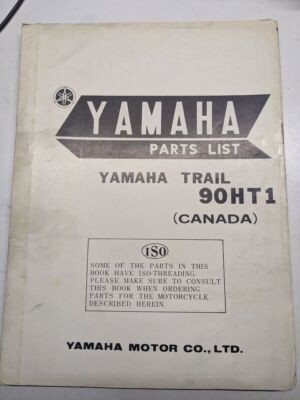 YAMAHA
PARTS LIST
YAMAHA TRAIL
90HT1
(CANADA)
ISO
SOME OF THE PARTS IN THIS
BOOK HAVE ISO THREADING.
PLEASE MAKE SURE TO CONSULT
THIS BOOK WHEN ORDERING
PARTS FOR THE MOTORCYCLE
DESCRIBED HEREIN.
YAMAHA MOTOR CO., LTD.